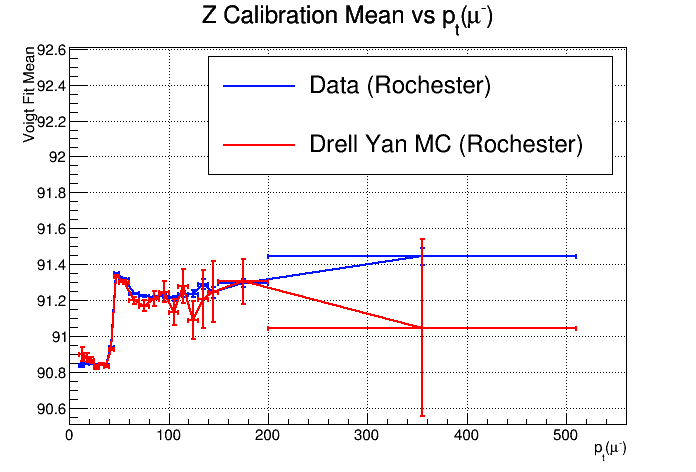 Z Calibration Mean vs p_t(μ⁻)
Voigt Fit Mean
92.6
92.4
92.2
92
91.8
91.6
91.4
91.2
91
90.8
90.6
Data (Rochester)
Drell Yan MC (Rochester)
0 100 200 300 400 500
p_t(μ⁻)